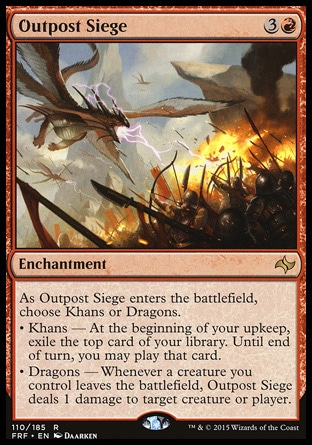 Outpost Siege 3
Enchantment
As Outpost Siege enters the battlefield,
choose Khans or Dragons.
• Khans — At the beginning of your upkeep,
exile the top card of your library. Until end
of turn, you may play that card.
• Dragons — Whenever a creature you
control leaves the battlefield, Outpost Siege
deals 1 damage to target creature or player.
110/185 R
FRF • EN DAARKEN ™ & © 2015 Wizards of the Coast